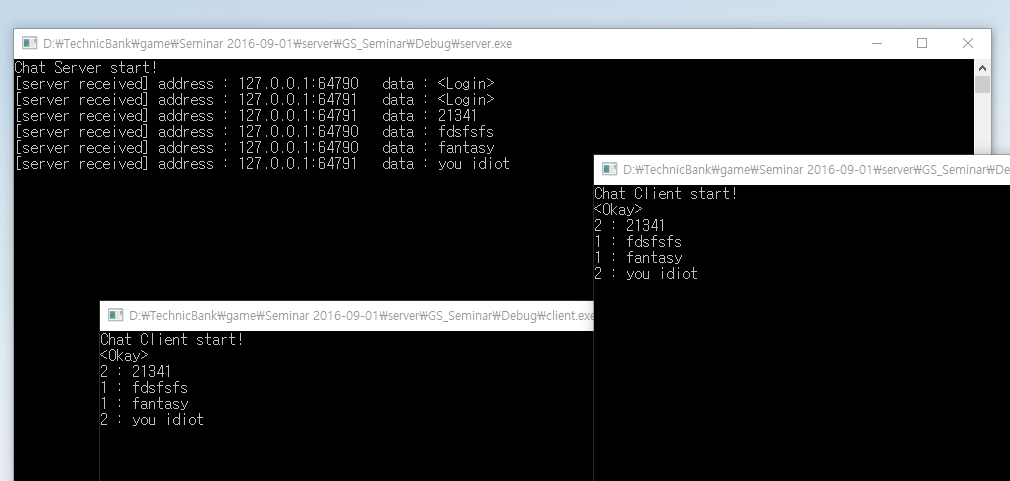 D:₩TechnicBank₩game₩Seminar 2016-09-01₩server₩GS_Seminar₩Debug₩server.exe
Chat Server start!
[server received] address : 127.0.0.1:64790   data : <Login>
[server received] address : 127.0.0.1:64791   data : <Login>
[server received] address : 127.0.0.1:64791   data : 21341
[server received] address : 127.0.0.1:64790   data : fdsfsfs
[server received] address : 127.0.0.1:64790   data : fantasy
[server received] address : 127.0.0.1:64791   data : you idiot
D:₩TechnicBank₩game₩Seminar 2016-09-01₩server₩GS_Seminar₩De
Chat Client start!
<Okay>
2 : 21341
1 : fdsfsfs
1 : fantasy
2 : you idiot
D:₩TechnicBank₩game₩Seminar 2016-09-01₩server₩GS_Seminar₩Debug₩client.exe
Chat Client start!
<Okay>
2 : 21341
1 : fdsfsfs
1 : fantasy
2 : you idiot